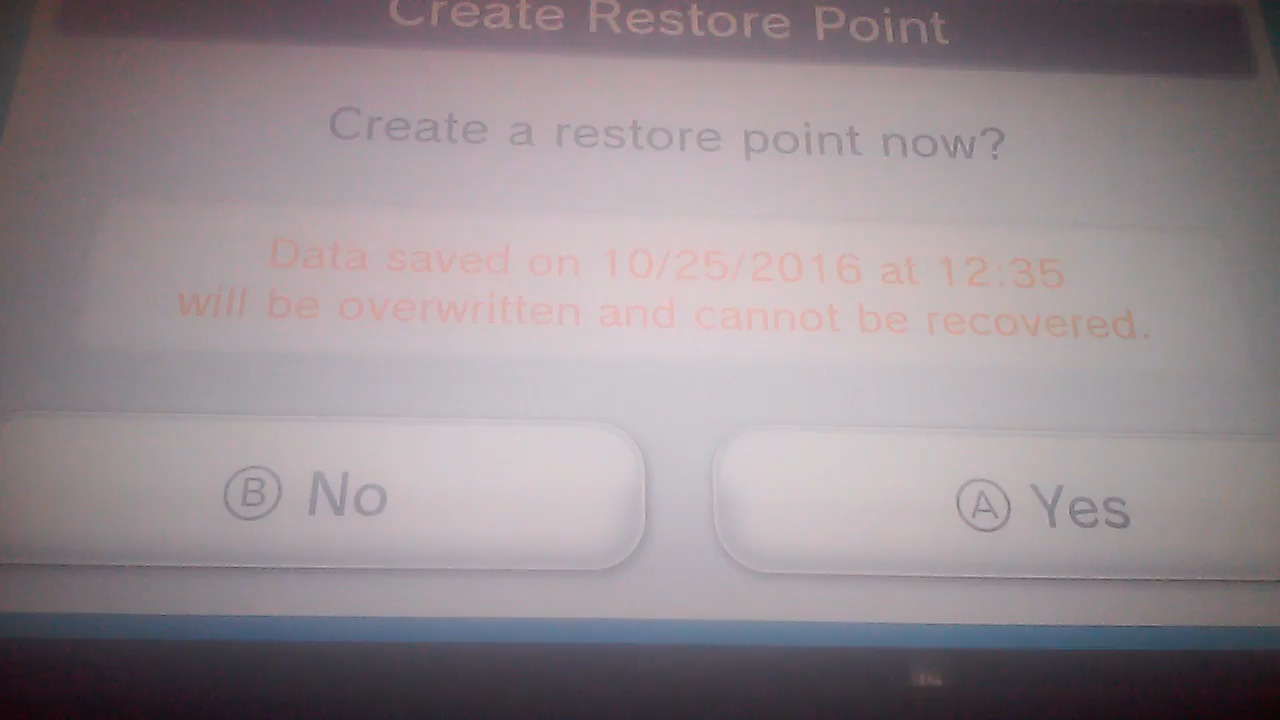 Create Restore Point
Create a restore point now?
Data saved on 10/25/2016 at 12:35
will be overwritten and cannot be recovered.
Ⓑ No
Ⓐ Yes